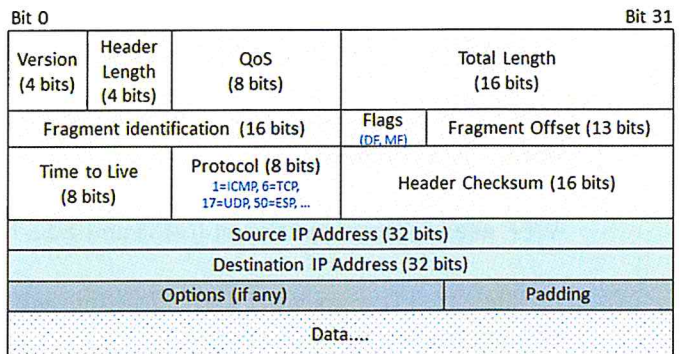 Bit 0 Bit 31
Version
(4 bits)
Header
Length
(4 bits)
QoS
(8 bits)
Total Length
(16 bits)
Fragment identification (16 bits)
Flags
(DF, MF)
Fragment Offset (13 bits)
Time to Live
(8 bits)
Protocol (8 bits)
1=ICMP, 6=TCP,
17=UDP, 50=ESP, ...
Header Checksum (16 bits)
Source IP Address (32 bits)
Destination IP Address (32 bits)
Options (if any)
Padding
Data....